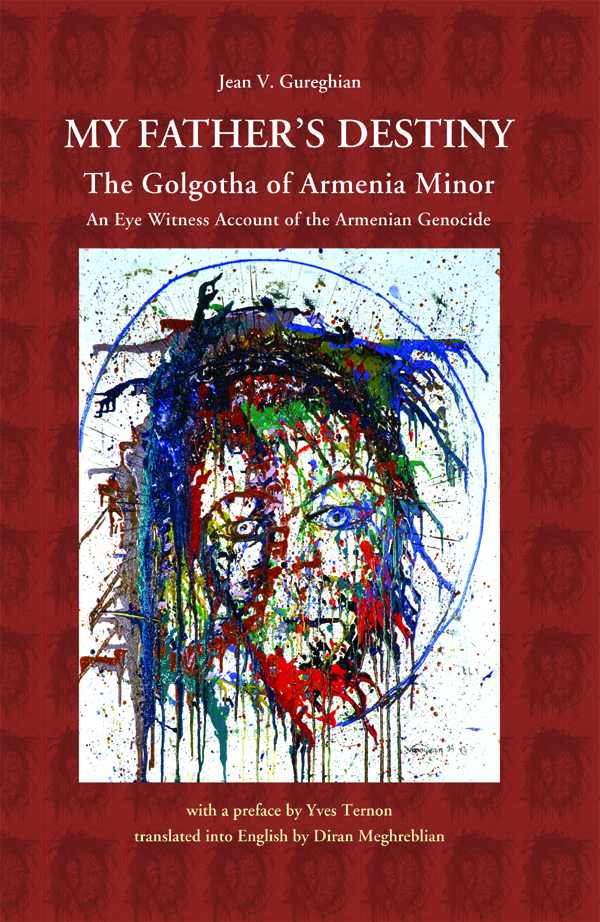 Jean V. Gureghian
MY FATHER'S DESTINY
The Golgotha of Armenia Minor
An Eye Witness Account of the Armenian Genocide
with a preface by Yves Ternon
translated into English by Diran Meghreblian